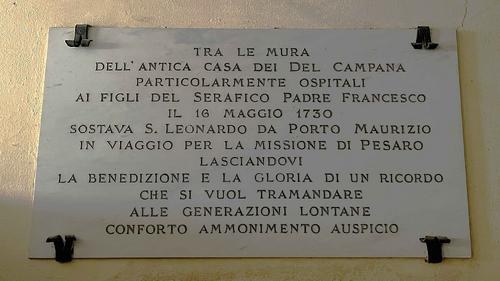 TRA LE MURA
DELL'ANTICA CASA DEI DEL CAMPANA
PARTICOLARMENTE OSPITALI
AI FIGLI DEL SERAFICO PADRE FRANCESCO
IL 16 MAGGIO 1730
SOSTAVA S. LEONARDO DA PORTO MAURIZIO
IN VIAGGIO PER LA MISSIONE DI PESARO
LASCIANDOVI
LA BENEDIZIONE E LA GLORIA DI UN RICORDO
CHE SI VUOL TRAMANDARE
ALLE GENERAZIONI LONTANE
CONFORTO AMMONIMENTO AUSPICIO